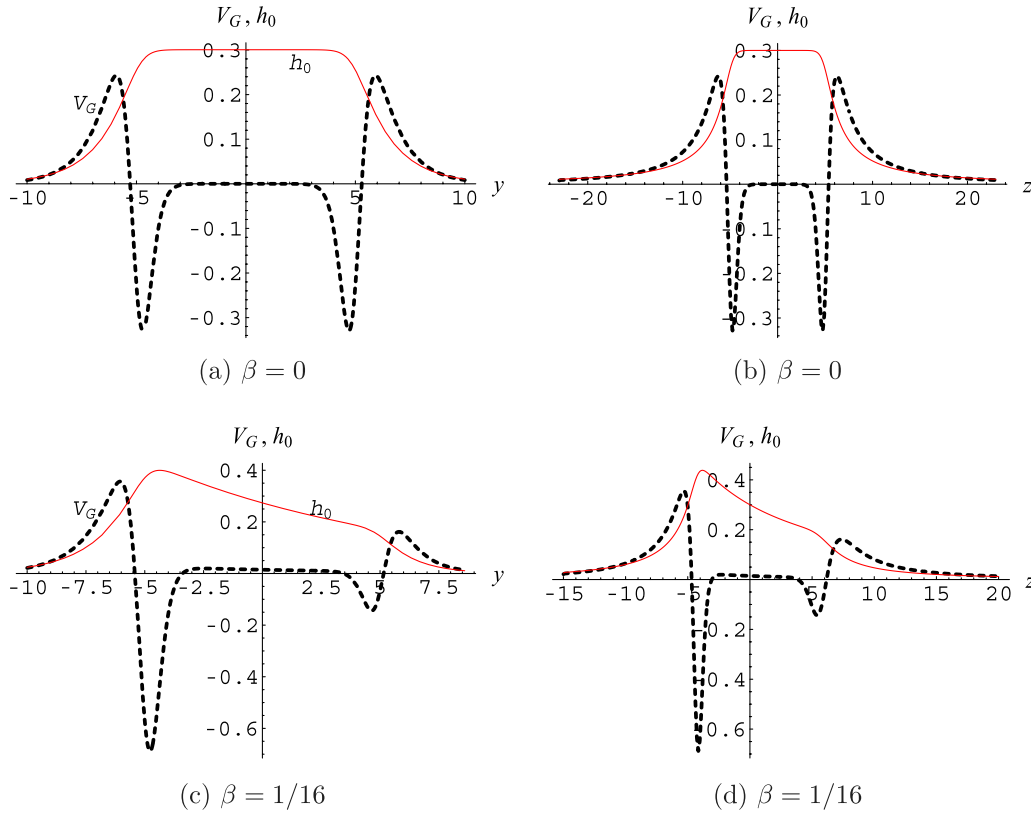 V_G, h_0
0.3
h_0
V_G
0.2
0.1
-10 -5 5 10 y
-0.1
-0.2
-0.3
(a) β = 0
V_G, h_0
0.3
0.2
0.1
-20 -10 10 20 z
-0.1
-0.2
-0.3
(b) β = 0
V_G, h_0
0.4
V_G
h_0
0.2
-10 -7.5 -5 -2.5 2.5 5 7.5 y
-0.2
-0.4
-0.6
(c) β = 1/16
V_G, h_0
0.4
0.2
-15 -10 -5 5 10 15 20 z
-0.2
-0.4
-0.6
(d) β = 1/16